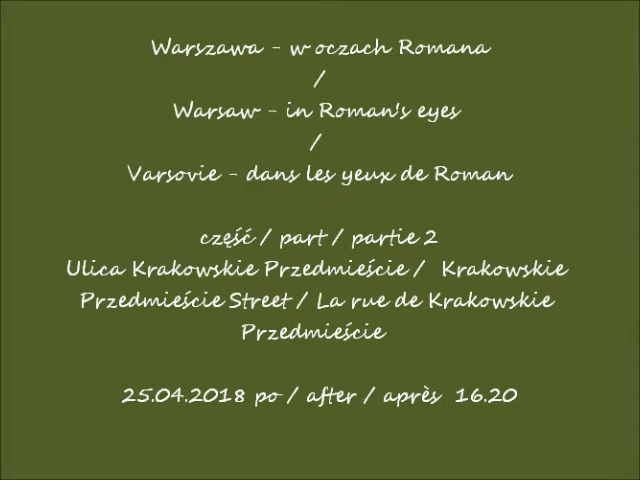 Warszawa - w oczach Romana
/
Warsaw - in Roman's eyes
/
Varsovie - dans les yeux de Roman
część / part / partie 2
Ulica Krakowskie Przedmieście / Krakowskie
Przedmieście Street / La rue de Krakowskie
Przedmieście
25.04.2018 po / after / après 16.20